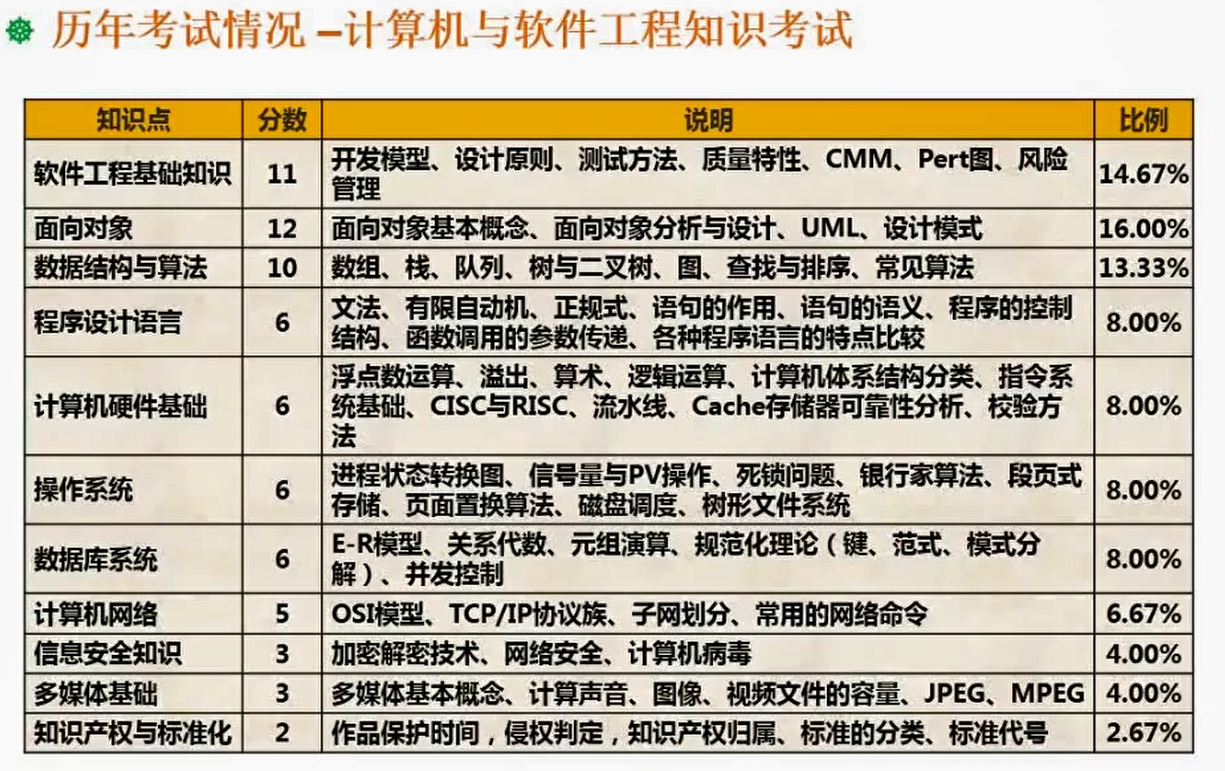 历年考试情况 –计算机与软件工程知识考试
知识点 分数 说明 比例
软件工程基础知识 11 开发模型、设计原则、测试方法、质量特性、CMM、Pert图、风险
管理 14.67%
面向对象 12 面向对象基本概念、面向对象分析与设计、UML、设计模式 16.00%
数据结构与算法 10 数组、栈、队列、树与二叉树、图、查找与排序、常见算法 13.33%
程序设计语言 6 文法、有限自动机、正规式、语句的作用、语句的语义、程序的控制
结构、函数调用的参数传递、各种程序语言的特点比较 8.00%
计算机硬件基础 6 浮点数运算、溢出、算术、逻辑运算、计算机体系结构分类、指令系
统基础、CISC与RISC、流水线、Cache存储器可靠性分析、校验方
法 8.00%
操作系统 6 进程状态转换图、信号量与PV操作、死锁问题、银行家算法、段页式
存储、页面置换算法、磁盘调度、树形文件系统 8.00%
数据库系统 6 E-R模型、关系代数、元组演算、规范化理论（键、范式、模式分
解）、并发控制 8.00%
计算机网络 5 OSI模型、TCP/IP协议族、子网划分、常用的网络命令 6.67%
信息安全知识 3 加密解密技术、网络安全、计算机病毒 4.00%
多媒体基础 3 多媒体基本概念、计算声音、图像、视频文件的容量、JPEG、MPEG 4.00%
知识产权与标准化 2 作品保护时间，侵权判定，知识产权归属、标准的分类、标准代号 2.67%